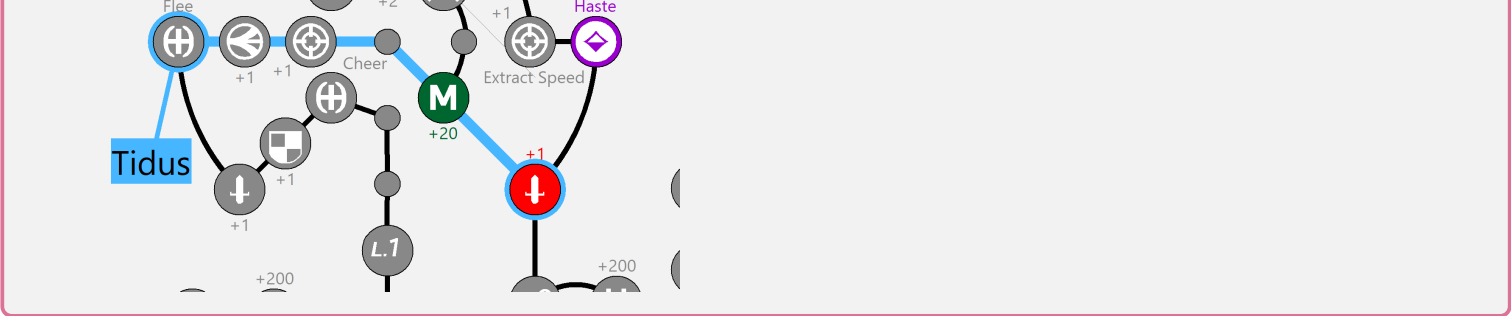 Flee
+2
Haste
+1
+1
+1
Cheer
Extract Speed
M
+20
Tidus
+1
+1
+1
L.1
+200
+200